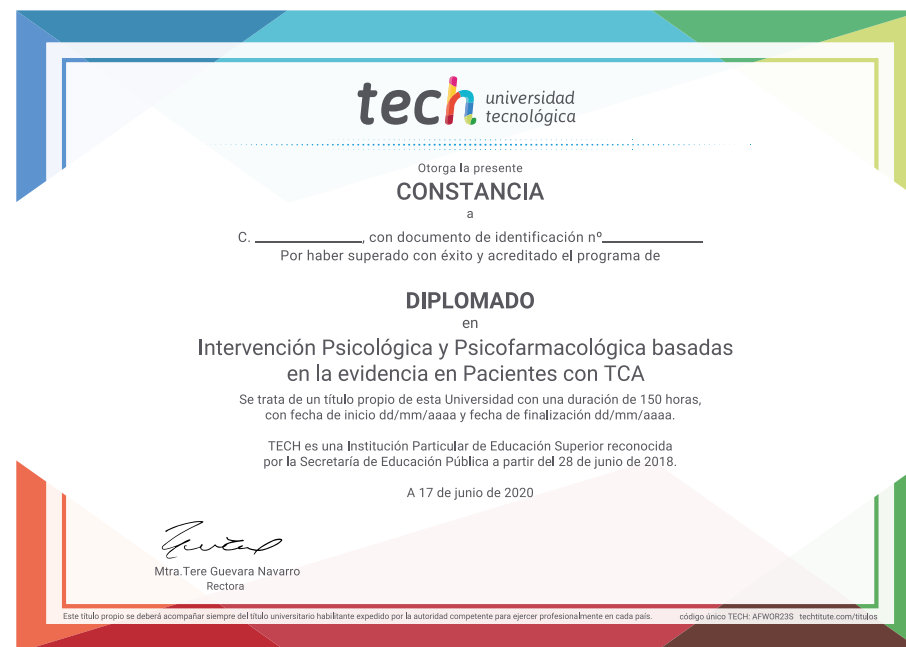 tech universidad
tecnológica
Otorga la presente
CONSTANCIA
a
C. ____________, con documento de identificación nº____________
Por haber superado con éxito y acreditado el programa de
DIPLOMADO
en
Intervención Psicológica y Psicofarmacológica basadas
en la evidencia en Pacientes con TCA
Se trata de un título propio de esta Universidad con una duración de 150 horas,
con fecha de inicio dd/mm/aaaa y fecha de finalización dd/mm/aaaa.
TECH es una Institución Particular de Educación Superior reconocida
por la Secretaría de Educación Pública a partir del 28 de junio de 2018.
A 17 de junio de 2020
Mtra.Tere Guevara Navarro
Rectora
Este título propio se deberá acompañar siempre del título universitario habilitante expedido por la autoridad competente para ejercer profesionalmente en cada país. código único TECH: AFWOR23S techtitute.com/titulos